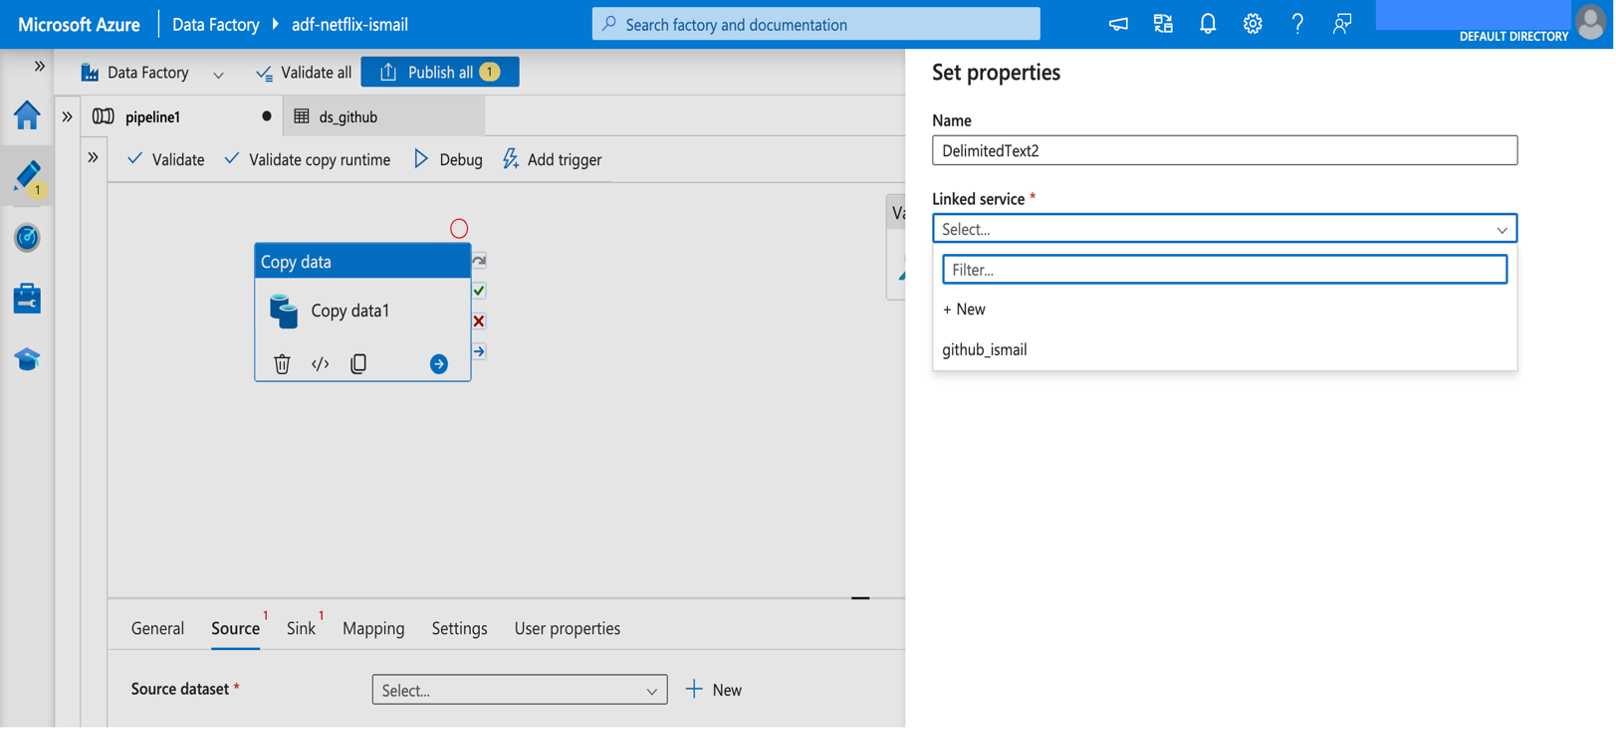 Microsoft Azure
Data Factory
adf-netflix-ismail
Search factory and documentation
DEFAULT DIRECTORY
Data Factory
Validate all
Publish all 1
pipeline1
ds_github
1
Validate
Validate copy runtime
Debug
Add trigger
Va
Copy data
Copy data1
General
Source 1
Sink 1
Mapping
Settings
User properties
Source dataset *
Select...
New
Set properties
Name
DelimitedText2
Linked service *
Select...
Filter...
+ New
github_ismail